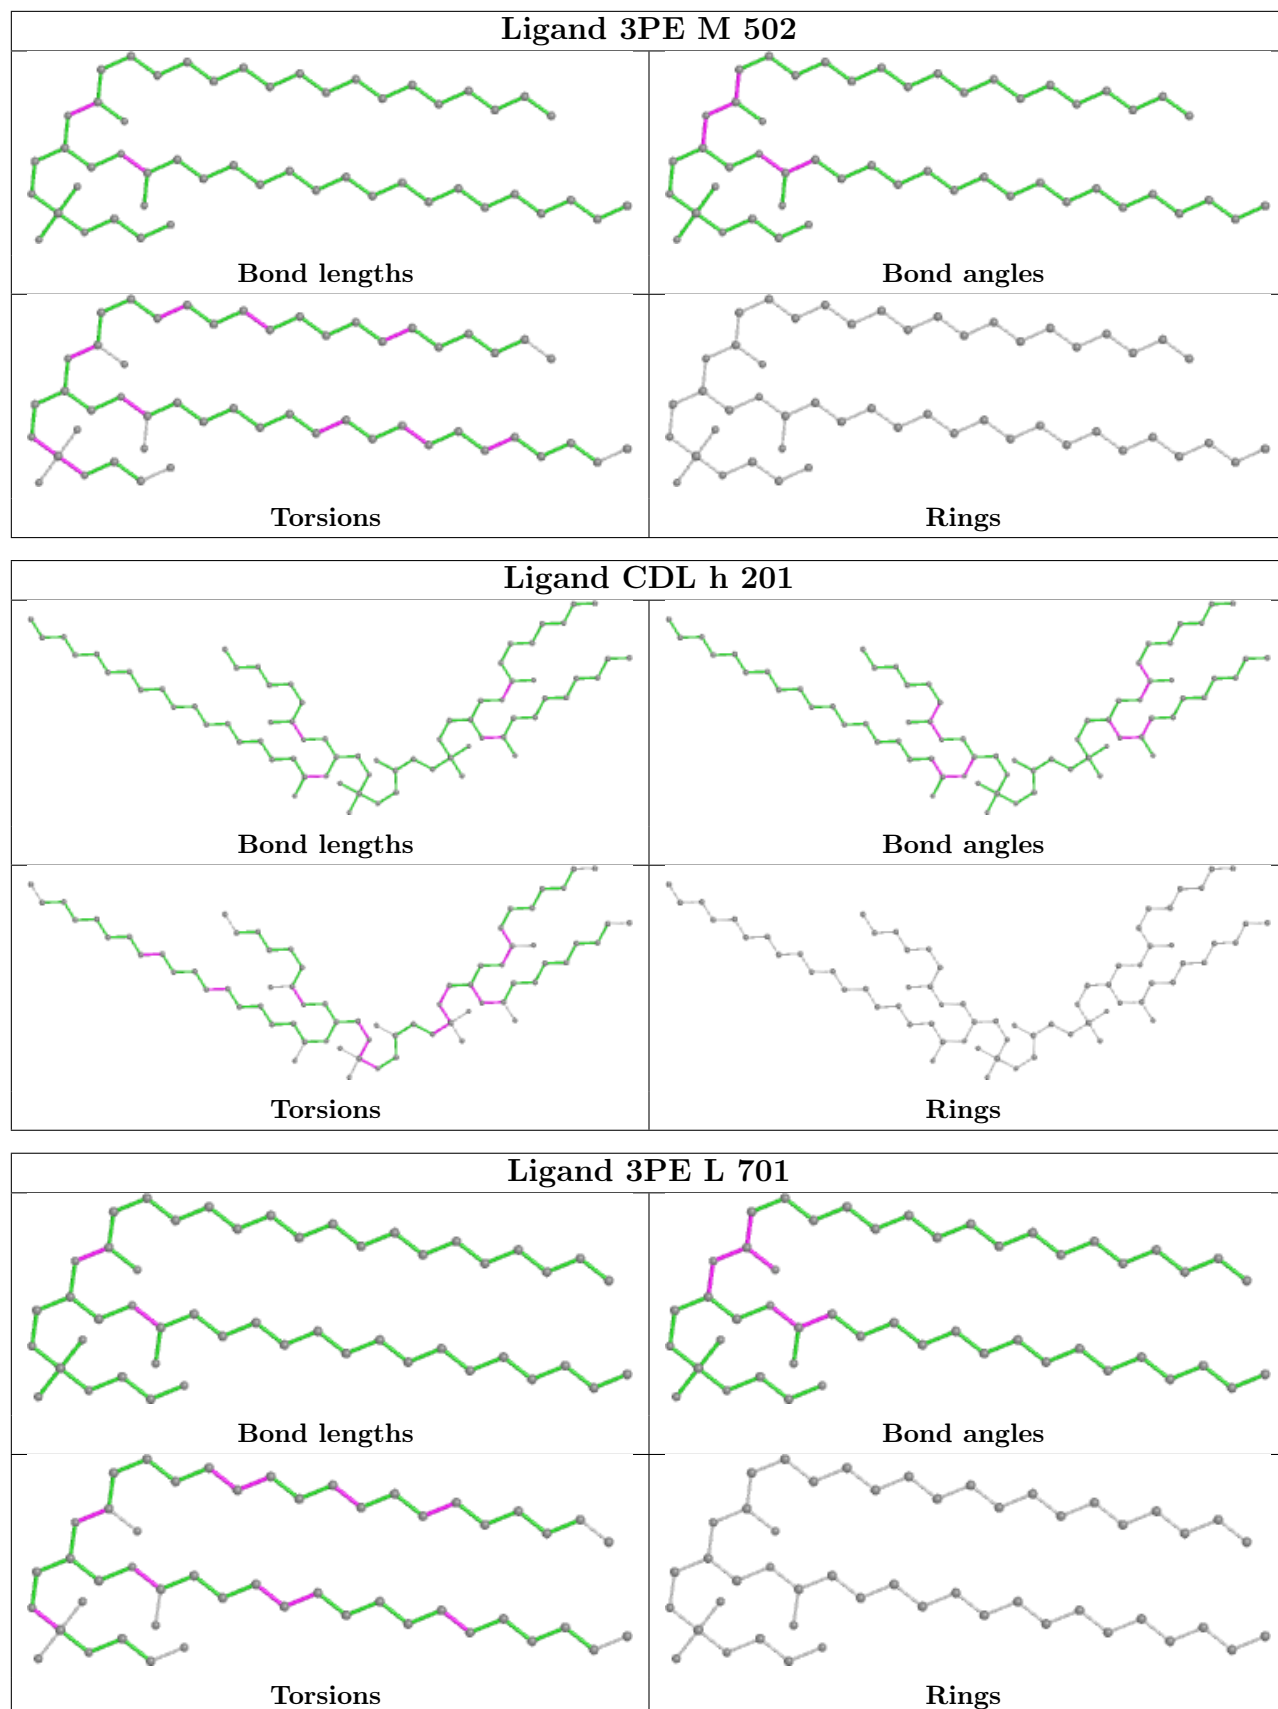 Ligand 3PE M 502
Bond lengths
Bond angles
Torsions
Rings
Ligand CDL h 201
Bond lengths
Bond angles
Torsions
Rings
Ligand 3PE L 701
Bond lengths
Bond angles
Torsions
Rings